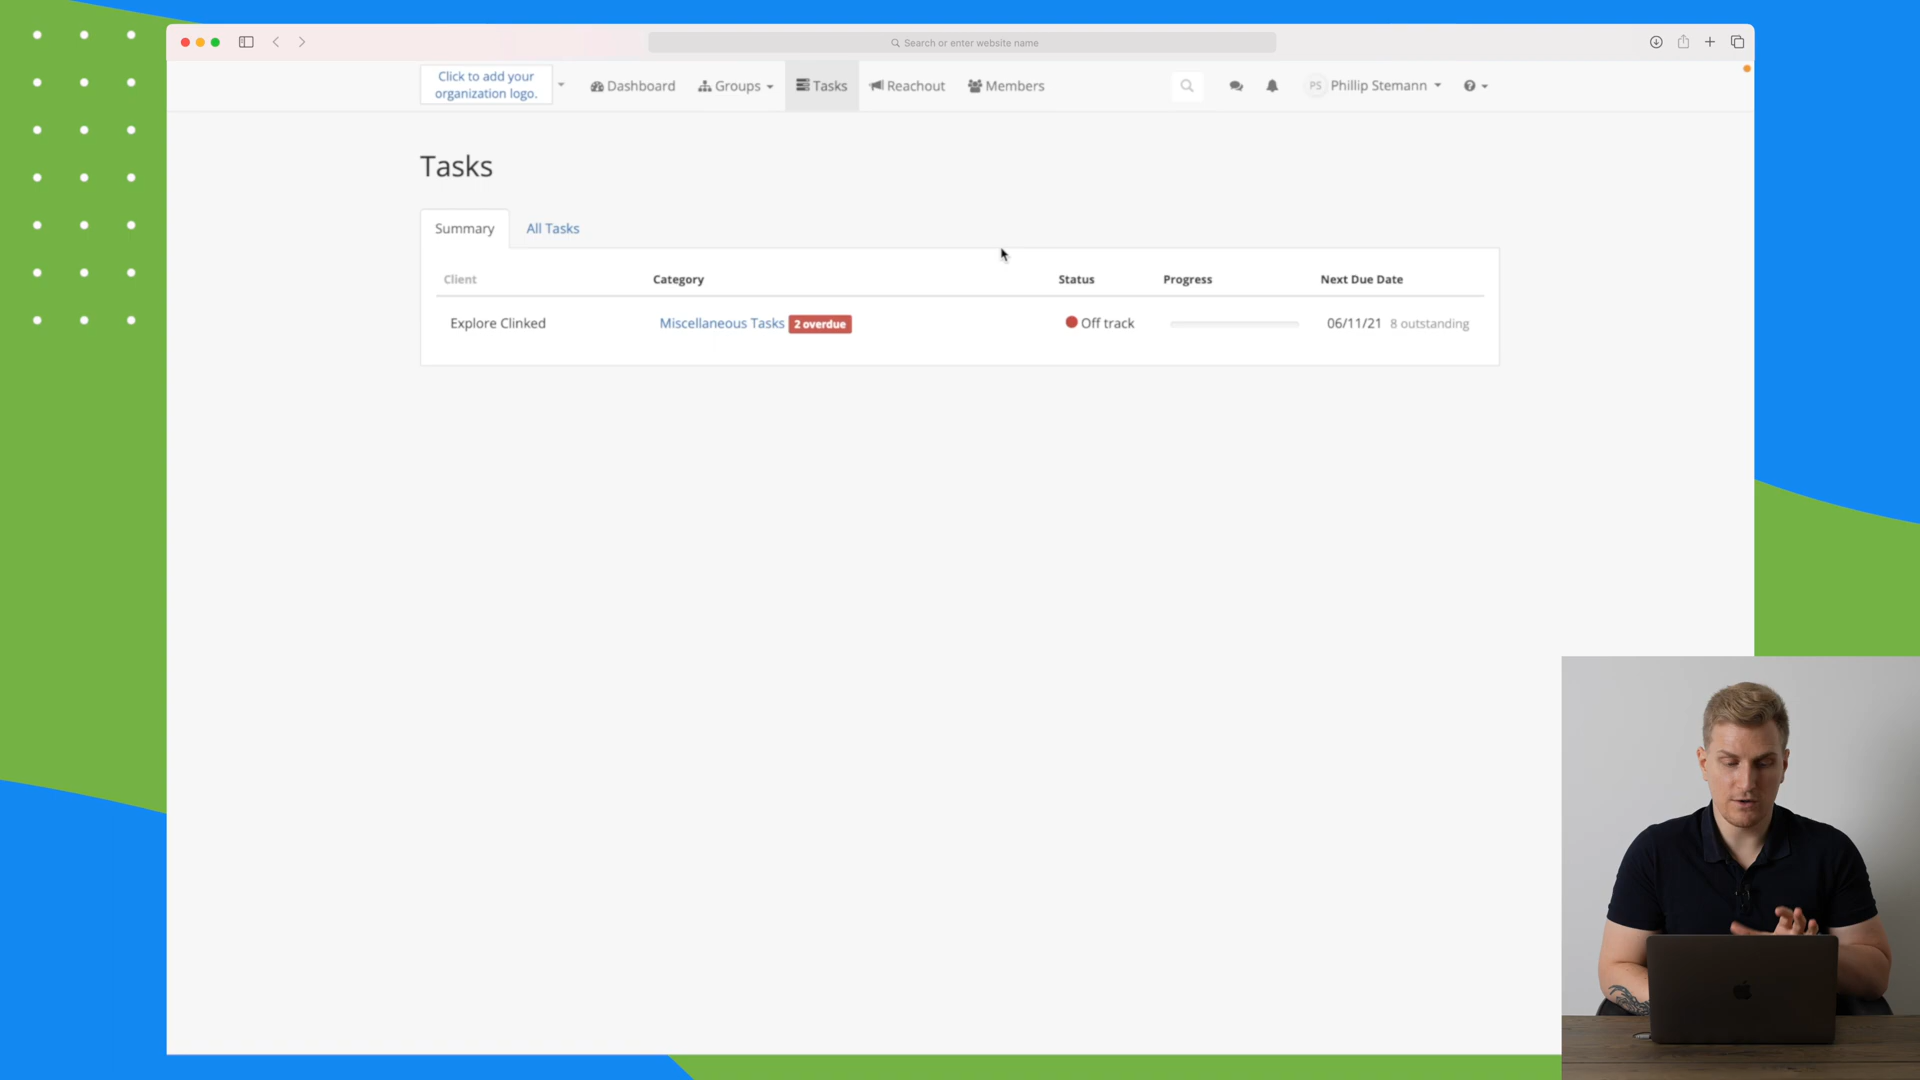 Search or enter website name
Click to add your
organization logo.
Dashboard
Groups
Tasks
Reachout
Members
PS
Phillip Stemann
Tasks
Summary
All Tasks
Client
Category
Status
Progress
Next Due Date
Explore Clinked
Miscellaneous Tasks
2 overdue
Off track
06/11/21
8 outstanding